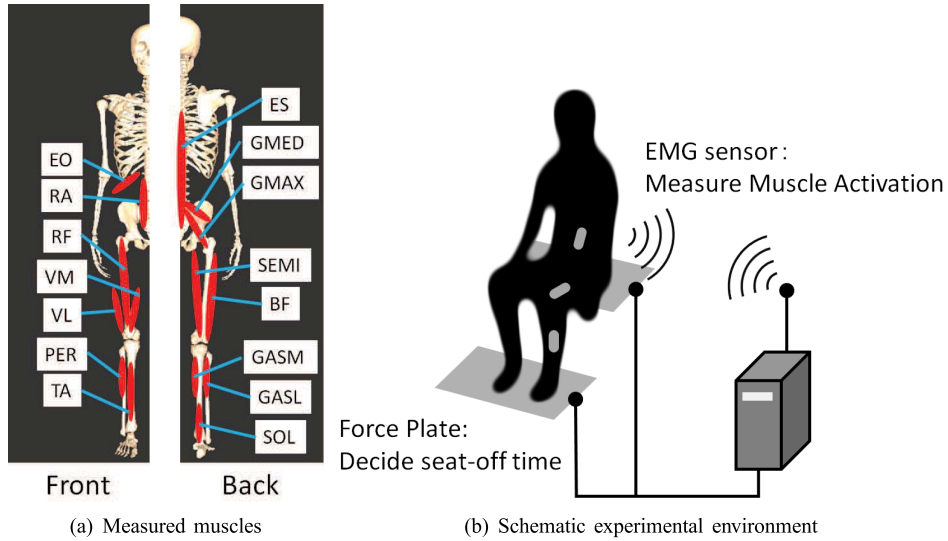 EO
RA
RF
VM
VL
PER
TA
ES
GMED
GMAX
SEMI
BF
GASM
GASL
SOL
Front
Back
(a) Measured muscles
EMG sensor :
Measure Muscle Activation
Force Plate:
Decide seat-off time
(b) Schematic experimental environment